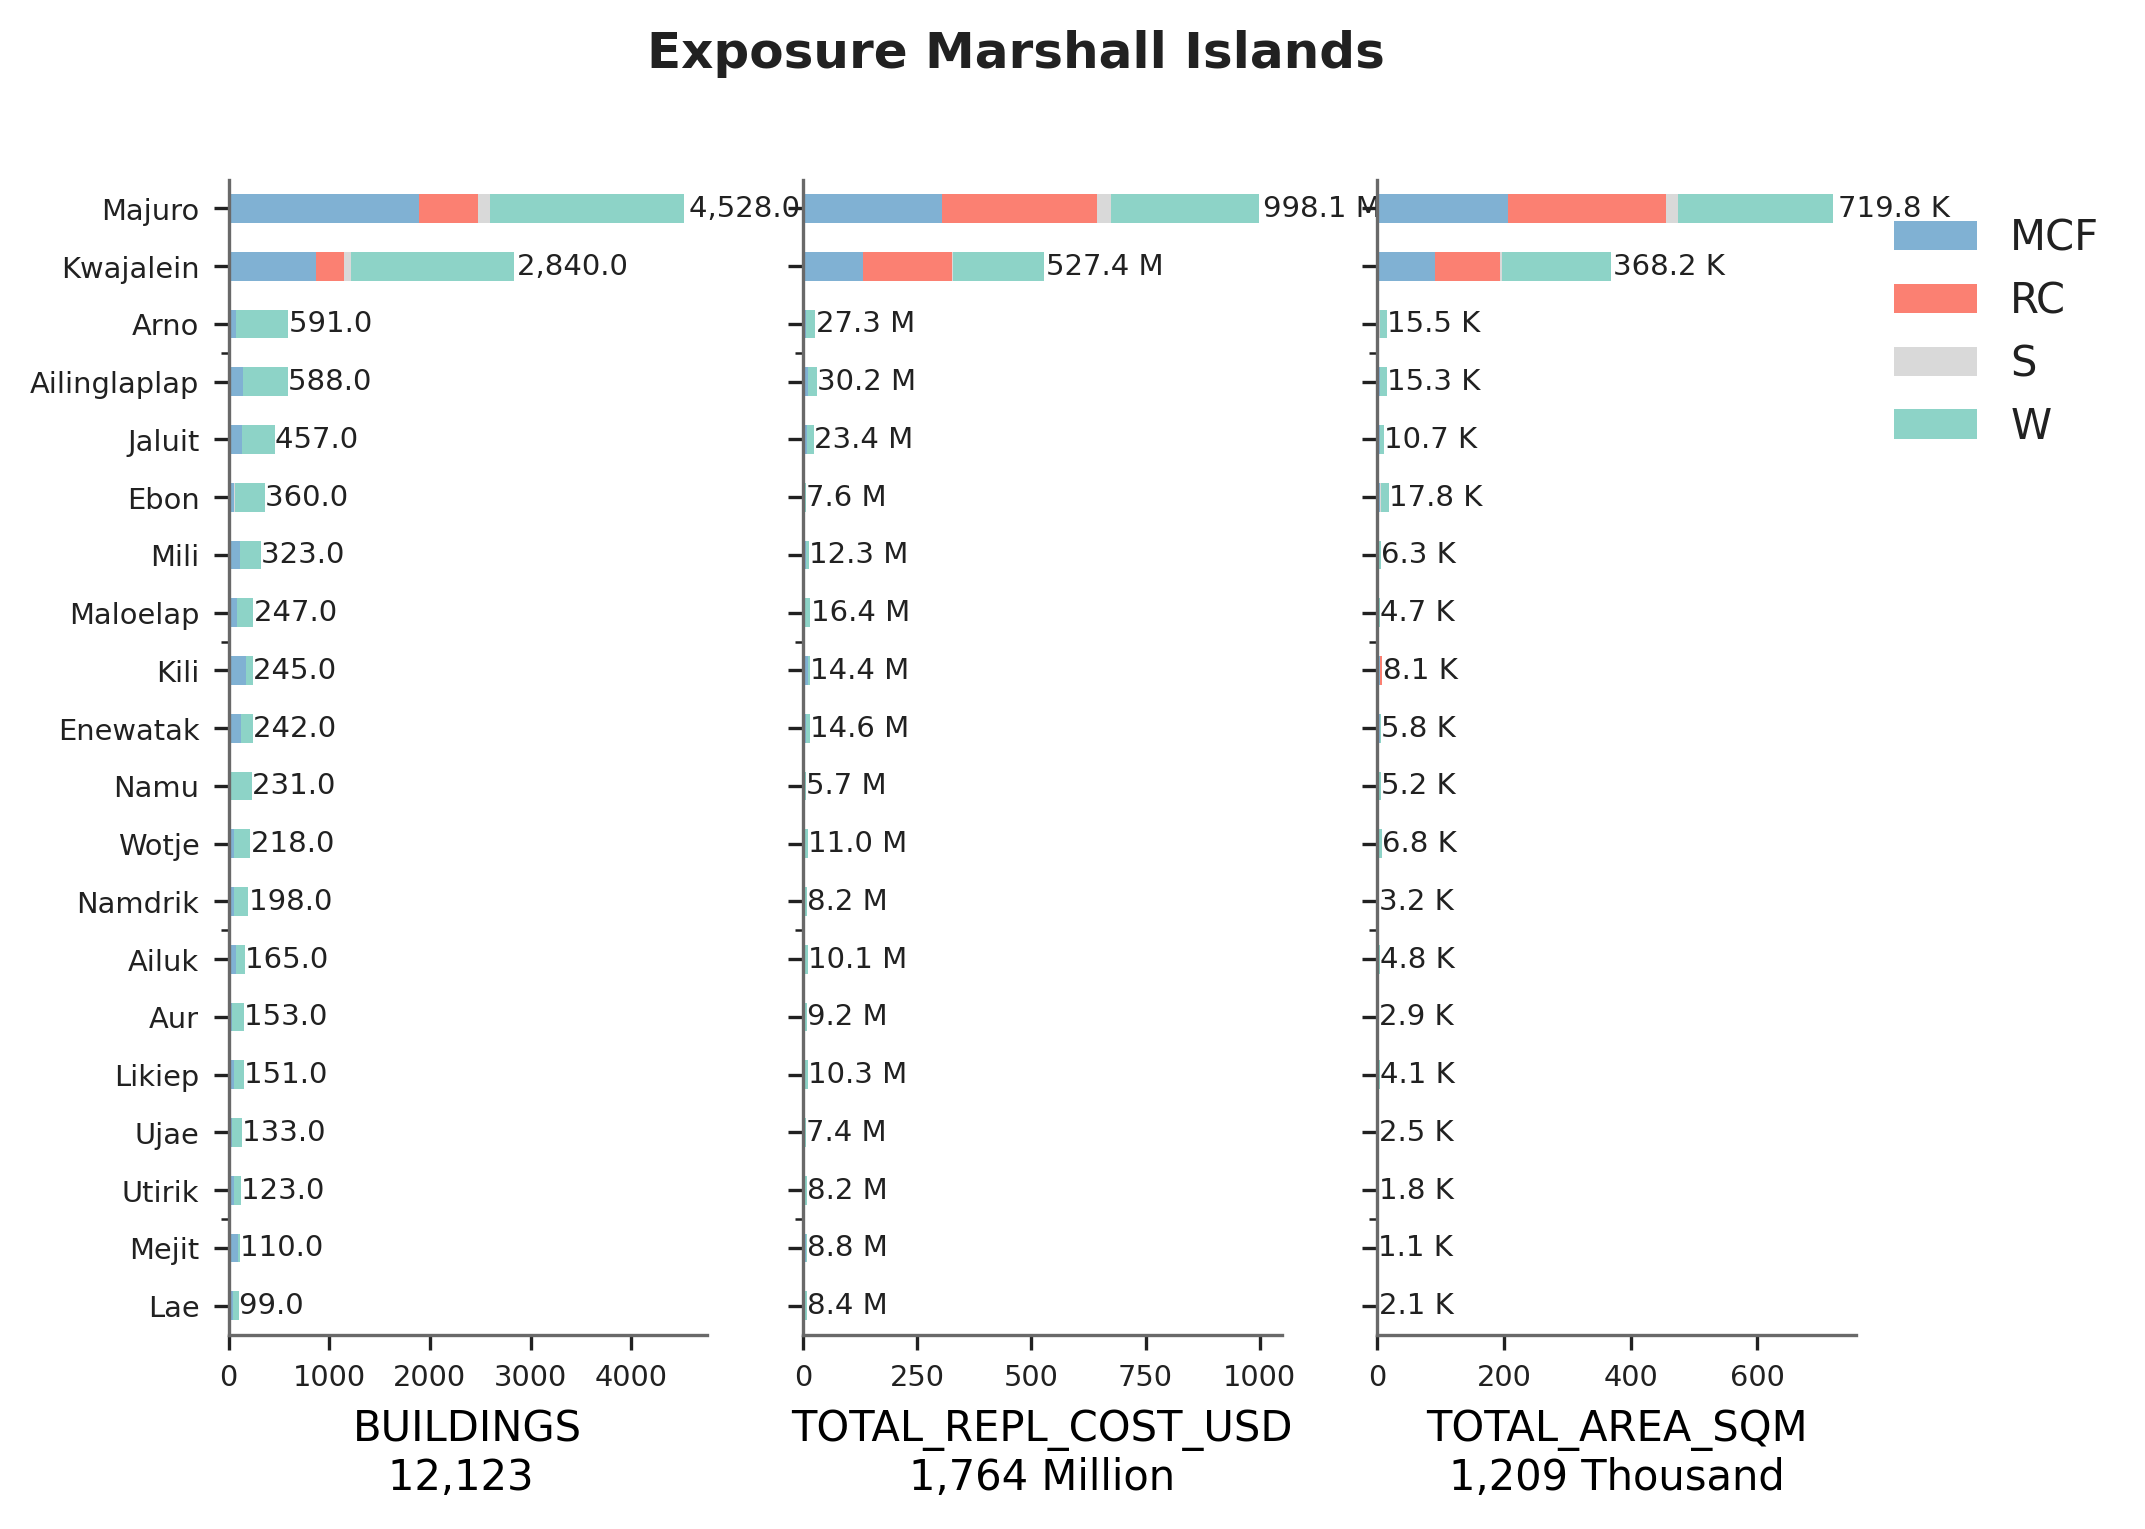 Exposure Marshall Islands
Majuro 4,528.0 998.1 M 719.8 K
Kwajalein 2,840.0 527.4 M 368.2 K
Arno 591.0 27.3 M 15.5 K
Ailinglaplap 588.0 30.2 M 15.3 K
Jaluit 457.0 23.4 M 10.7 K
Ebon 360.0 7.6 M 17.8 K
Mili 323.0 12.3 M 6.3 K
Maloelap 247.0 16.4 M 4.7 K
Kili 245.0 14.4 M 8.1 K
Enewatak 242.0 14.6 M 5.8 K
Namu 231.0 5.7 M 5.2 K
Wotje 218.0 11.0 M 6.8 K
Namdrik 198.0 8.2 M 3.2 K
Ailuk 165.0 10.1 M 4.8 K
Aur 153.0 9.2 M 2.9 K
Likiep 151.0 10.3 M 4.1 K
Ujae 133.0 7.4 M 2.5 K
Utirik 123.0 8.2 M 1.8 K
Mejit 110.0 8.8 M 1.1 K
Lae 99.0 8.4 M 2.1 K
0 1000 2000 3000 4000 0 250 500 750 1000 0 200 400 600
BUILDINGS TOTAL_REPL_COST_USD TOTAL_AREA_SQM
12,123 1,764 Million 1,209 Thousand
MCF
RC
S
W